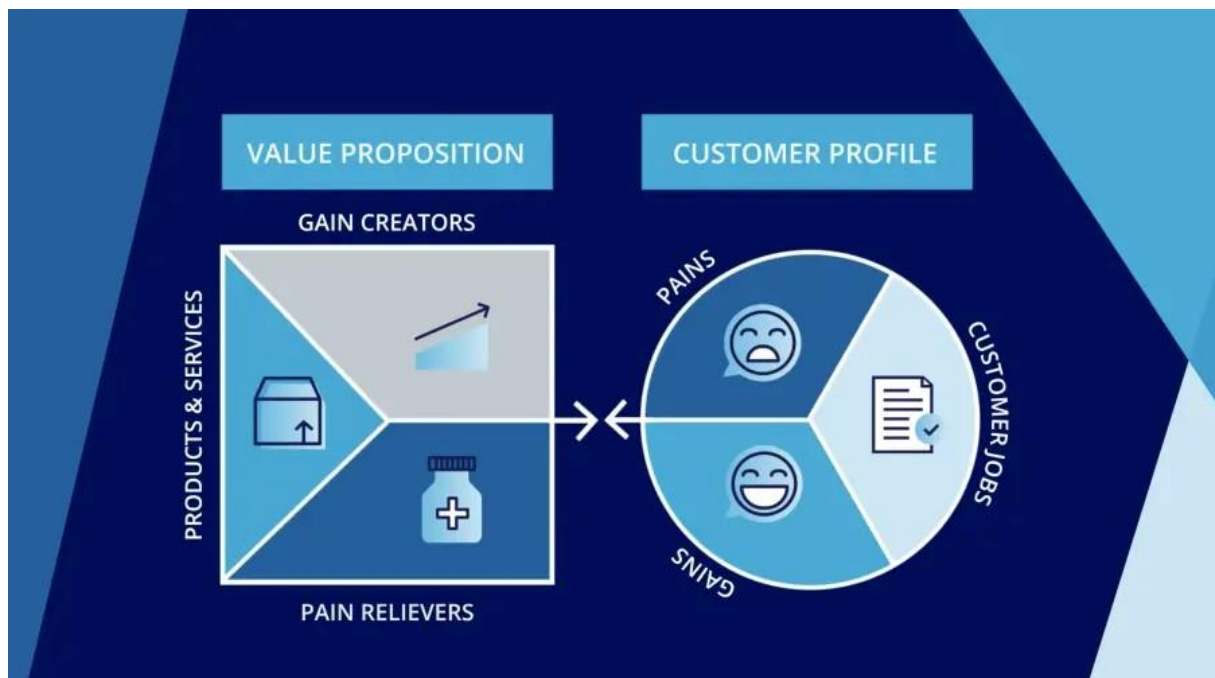 VALUE PROPOSITION
CUSTOMER PROFILE
GAIN CREATORS
PRODUCTS & SERVICES
PAIN RELIEVERS
PAINS
CUSTOMER JOBS
GAINS